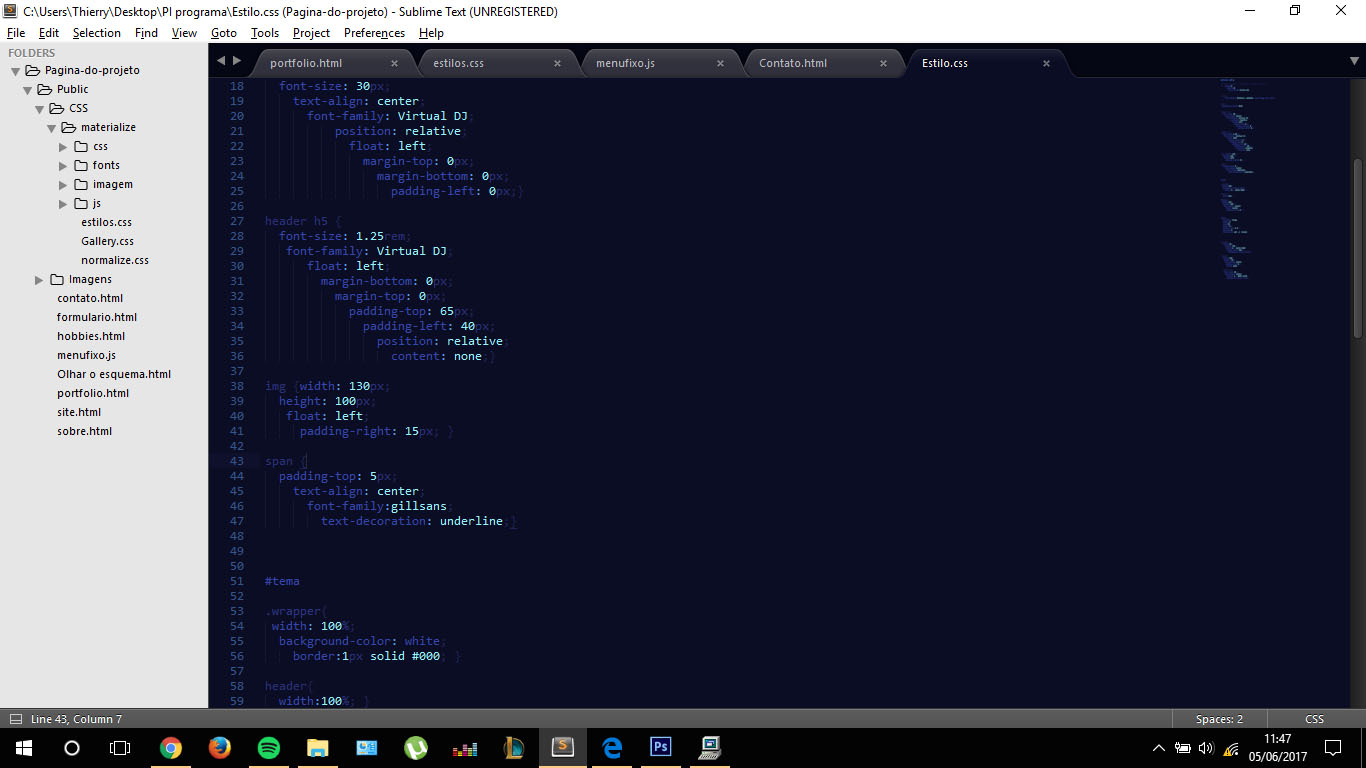 C:\Users\Thierry\Desktop\PI programa\Estilo.css (Pagina-do-projeto) - Sublime Text (UNREGISTERED)
File Edit Selection Find View Goto Tools Project Preferences Help
FOLDERS
Pagina-do-projeto
Public
CSS
materialize
css
fonts
imagem
js
estilos.css
Gallery.css
normalize.css
Imagens
contato.html
formulario.html
hobbies.html
menufixo.js
Olhar o esquema.html
portfolio.html
site.html
sobre.html
portfolio.html × estilos.css × menufixo.js × Contato.html × Estilo.css ×
18 font-size: 30px;
19 text-align: center;
20 font-family: Virtual DJ;
21 position: relative;
22 float: left;
23 margin-top: 0px;
24 margin-bottom: 0px;
25 padding-left: 0px;}
26
27 header h5 {
28 font-size: 1.25rem;
29 font-family: Virtual DJ;
30 float: left;
31 margin-bottom: 0px;
32 margin-top: 0px;
33 padding-top: 65px;
34 padding-left: 40px;
35 position: relative;
36 content: none;}
37
38 img {width: 130px;
39 height: 100px;
40 float: left;
41 padding-right: 15px; }
42
43 span {
44 padding-top: 5px;
45 text-align: center;
46 font-family:gillsans;
47 text-decoration: underline;}
48
49
50
51 #tema
52
53 .wrapper{
54 width: 100%;
55 background-color: white;
56 border:1px solid #000; }
57
58 header{
59 width:100%; }
Line 43, Column 7
Spaces: 2
CSS
S
Ps
11:47
05/06/2017